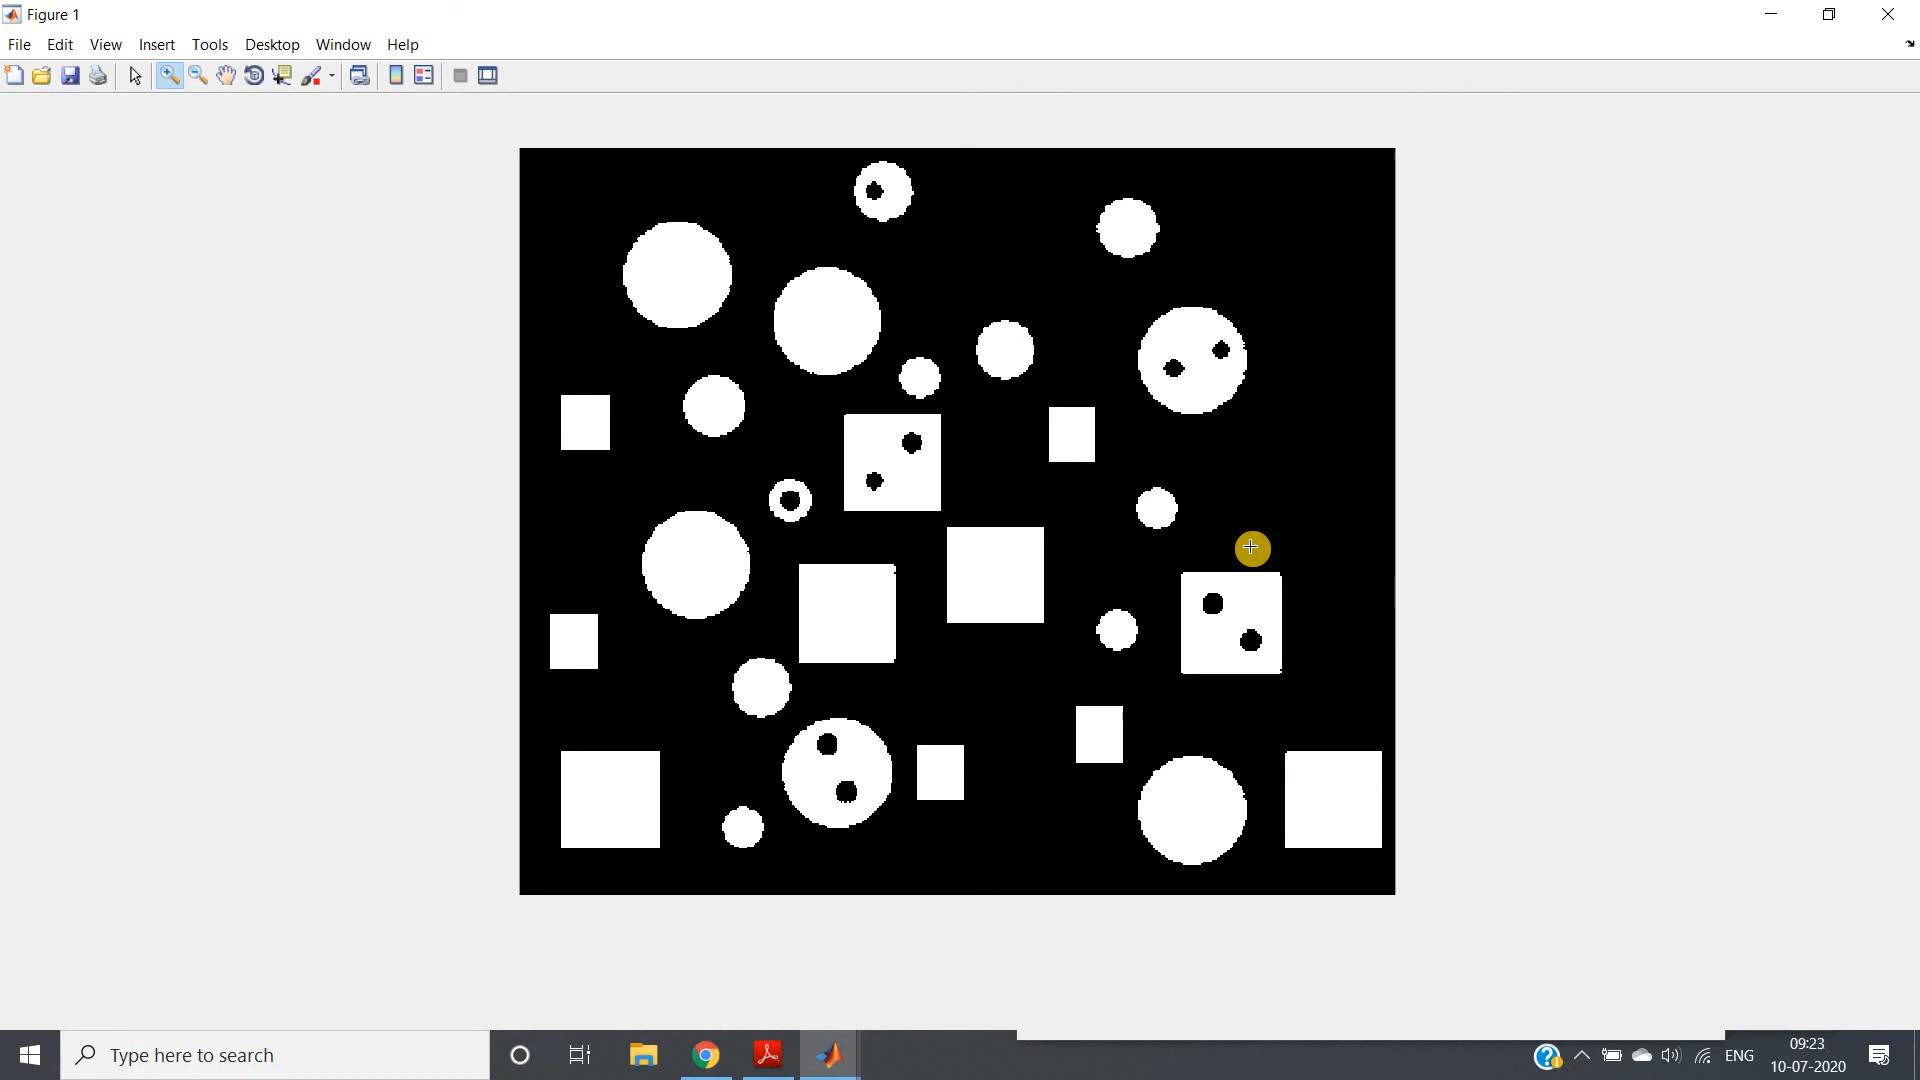 Figure 1
File Edit View Insert Tools Desktop Window Help
Type here to search
ENG
09:23
10-07-2020